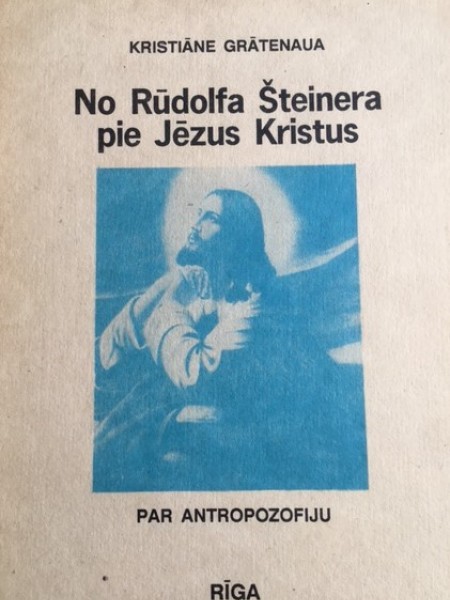 KRISTIĀNE GRĀTENAUA
No Rūdolfa Šteinera
pie Jēzus Kristus
PAR ANTROPOZOFIJU
RĪGA